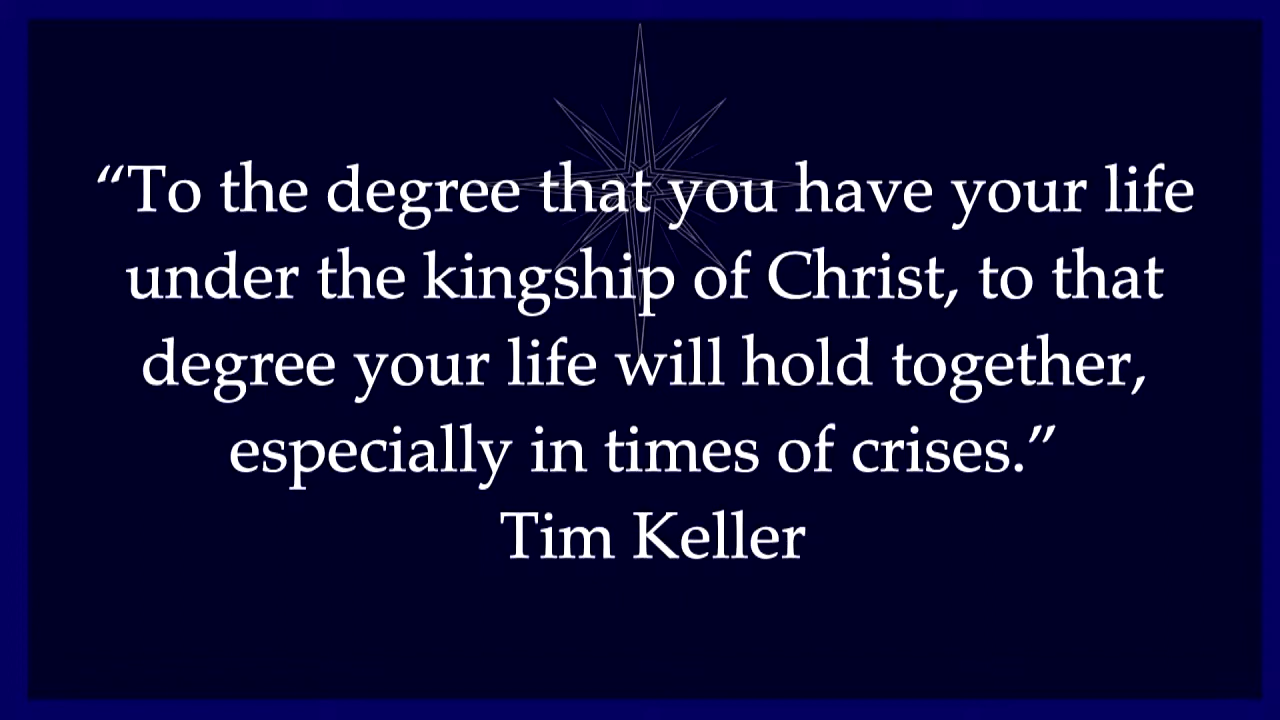 “To the degree that you have your life
under the kingship of Christ, to that
degree your life will hold together,
especially in times of crises.”
Tim Keller